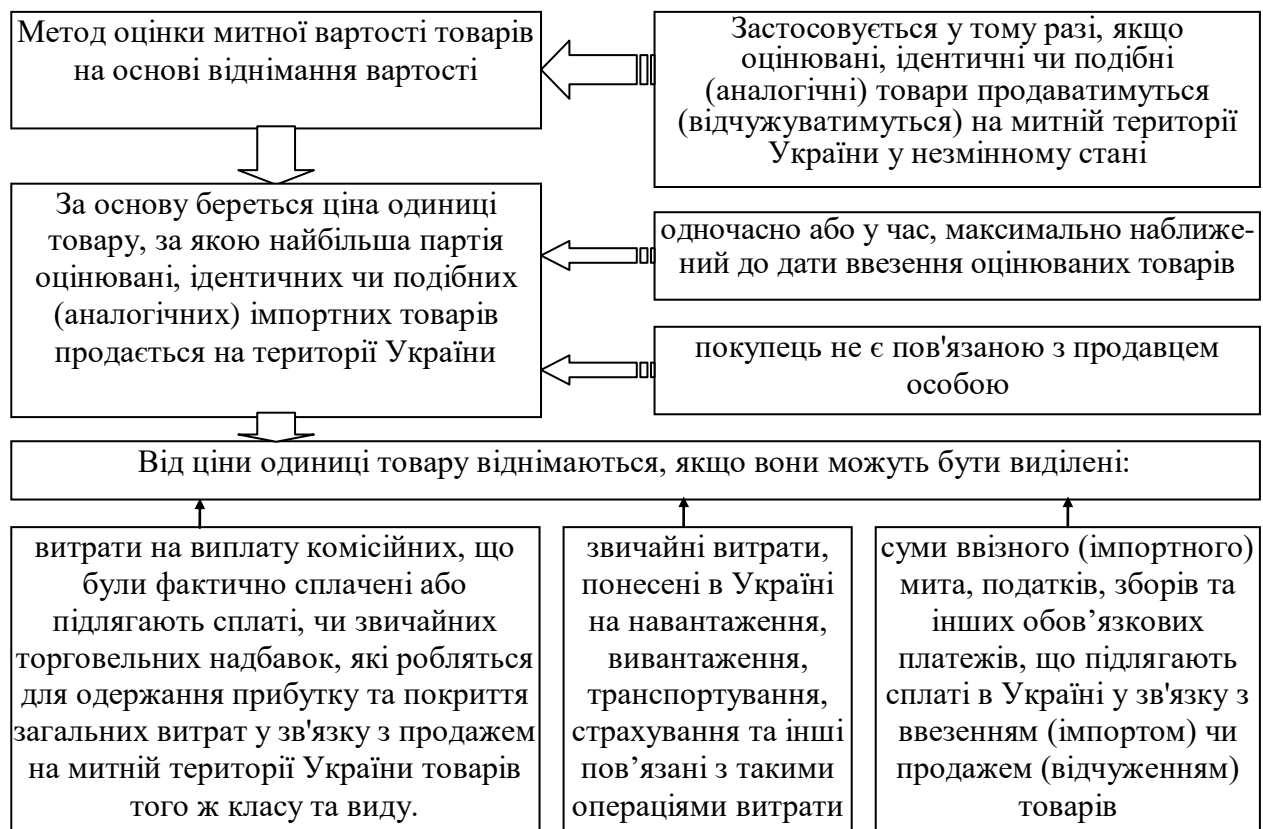 Метод оцінки митної вартості товарів
на основі віднімання вартості
Застосовується у тому разі, якщо
оцінювані, ідентичні чи подібні
(аналогічні) товари продаватимуться
(відчужуватимуться) на митній території
України у незмінному стані
За основу береться ціна одиниці
товару, за якою найбільша партія
оцінювані, ідентичних чи подібних
(аналогічних) імпортних товарів
продається на території України
одночасно або у час, максимально наближе-
ний до дати ввезення оцінюваних товарів
покупець не є пов'язаною з продавцем
особою
Від ціни одиниці товару віднімаються, якщо вони можуть бути виділені:
витрати на виплату комісійних, що
були фактично сплачені або
підлягають сплаті, чи звичайних
торговельних надбавок, які робляться
для одержання прибутку та покриття
загальних витрат у зв'язку з продажем
на митній території України товарів
того ж класу та виду.
звичайні витрати,
понесені в Україні
на навантаження,
вивантаження,
транспортування,
страхування та інші
пов’язані з такими
операціями витрати
суми ввізного (імпортного)
мита, податків, зборів та
інших обов’язкових
платежів, що підлягають
сплаті в Україні у зв'язку з
ввезенням (імпортом) чи
продажем (відчуженням)
товарів